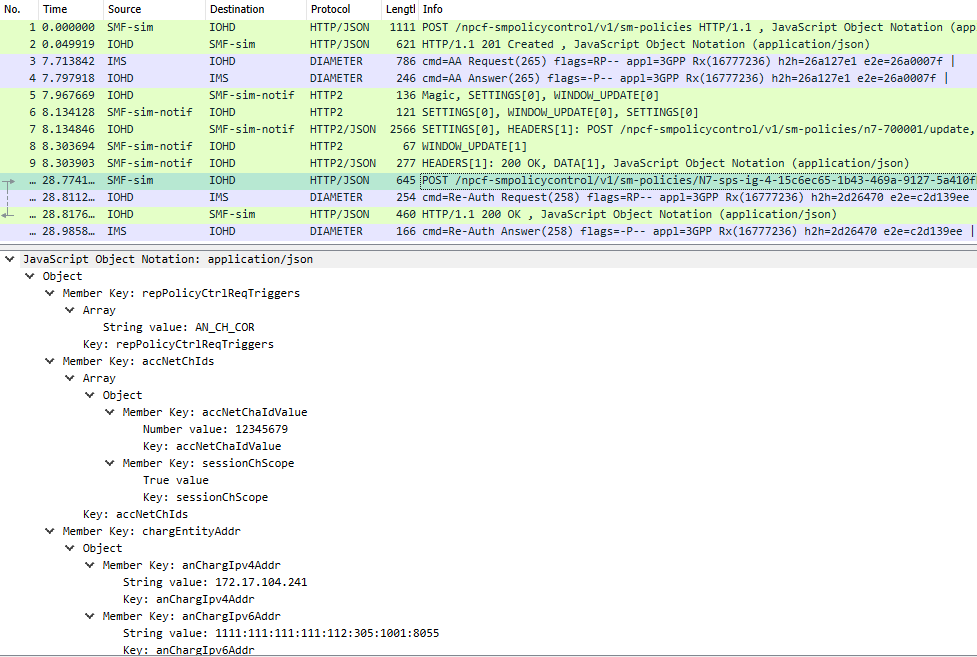 No. Time Source Destination Protocol Lengtl Info
1 0.000000 SMF-sim IOHD HTTP/JSON 1111 POST /npcf-smpolicycontrol/v1/sm-policies HTTP/1.1 , JavaScript Object Notation (app
2 0.049919 IOHD SMF-sim HTTP/JSON 621 HTTP/1.1 201 Created , JavaScript Object Notation (application/json)
3 7.713842 IMS IOHD DIAMETER 786 cmd=AA Request(265) flags=RP-- appl=3GPP Rx(16777236) h2h=26a127e1 e2e=26a0007f |
4 7.797918 IOHD IMS DIAMETER 246 cmd=AA Answer(265) flags=-P-- appl=3GPP Rx(16777236) h2h=26a127e1 e2e=26a0007f |
5 7.967669 IOHD SMF-sim-notif HTTP2 136 Magic, SETTINGS[0], WINDOW_UPDATE[0]
6 8.134128 SMF-sim-notif IOHD HTTP2 121 SETTINGS[0], WINDOW_UPDATE[0], SETTINGS[0]
7 8.134846 IOHD SMF-sim-notif HTTP2/JSON 2566 SETTINGS[0], HEADERS[1]: POST /npcf-smpolicycontrol/v1/sm-policies/n7-700001/update,
8 8.303694 SMF-sim-notif IOHD HTTP2 67 WINDOW_UPDATE[1]
9 8.303903 SMF-sim-notif IOHD HTTP2/JSON 277 HEADERS[1]: 200 OK, DATA[1], JavaScript Object Notation (application/json)
… 28.7741… SMF-sim IOHD HTTP/JSON 645 POST /npcf-smpolicycontrol/v1/sm-policies/N7-sps-ig-4-15c6ec65-1b43-469a-9127-5a410f
… 28.8112… IOHD IMS DIAMETER 254 cmd=Re-Auth Request(258) flags=RP-- appl=3GPP Rx(16777236) h2h=2d26470 e2e=c2d139ee
… 28.8176… IOHD SMF-sim HTTP/JSON 460 HTTP/1.1 200 OK , JavaScript Object Notation (application/json)
… 28.9858… IMS IOHD DIAMETER 166 cmd=Re-Auth Answer(258) flags=-P-- appl=3GPP Rx(16777236) h2h=2d26470 e2e=c2d139ee |
JavaScript Object Notation: application/json
Object
Member Key: repPolicyCtrlReqTriggers
Array
String value: AN_CH_COR
Key: repPolicyCtrlReqTriggers
Member Key: accNetChIds
Array
Object
Member Key: accNetChaIdValue
Number value: 12345679
Key: accNetChaIdValue
Member Key: sessionChScope
True value
Key: sessionChScope
Key: accNetChIds
Member Key: chargEntityAddr
Object
Member Key: anChargIpv4Addr
String value: 172.17.104.241
Key: anChargIpv4Addr
Member Key: anChargIpv6Addr
String value: 1111:111:111:111:112:305:1001:8055
Key: anChargIpv6Addr